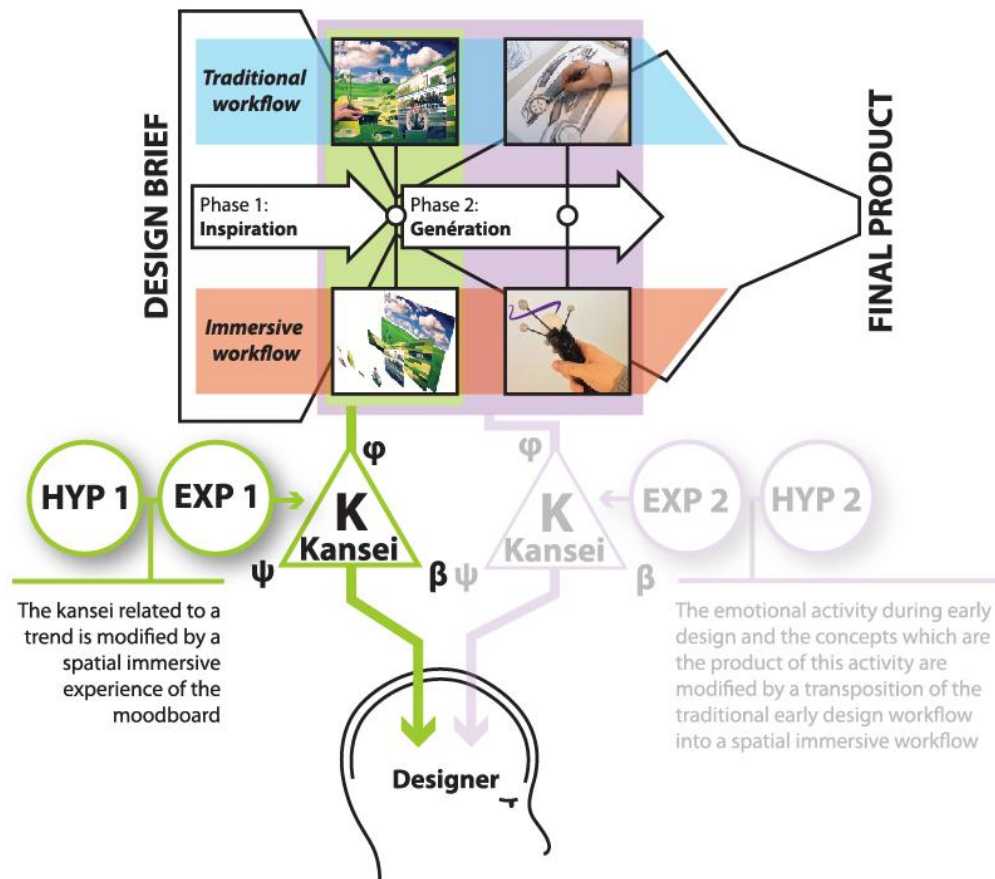 DESIGN BRIEF
Traditional
workflow
Phase 1:
Inspiration
Phase 2:
Genération
Immersive
workflow
FINAL PRODUCT
HYP 1
EXP 1
φ
K
Kansei
ψ
β
φ
K
Kansei
ψ
β
EXP 2
HYP 2
The kansei related to a
trend is modified by a
spatial immersive
experience of the
moodboard
The emotional activity during early
design and the concepts which are
the product of this activity are
modified by a transposition of the
traditional early design workflow
into a spatial immersive workflow
Designer